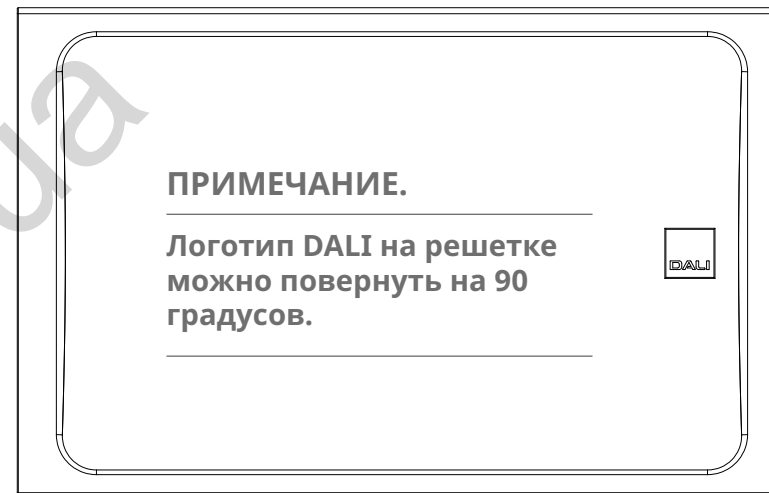 ПРИМЕЧАНИЕ.
Логотип DALI на решетке
можно повернуть на 90
градусов.
DALI